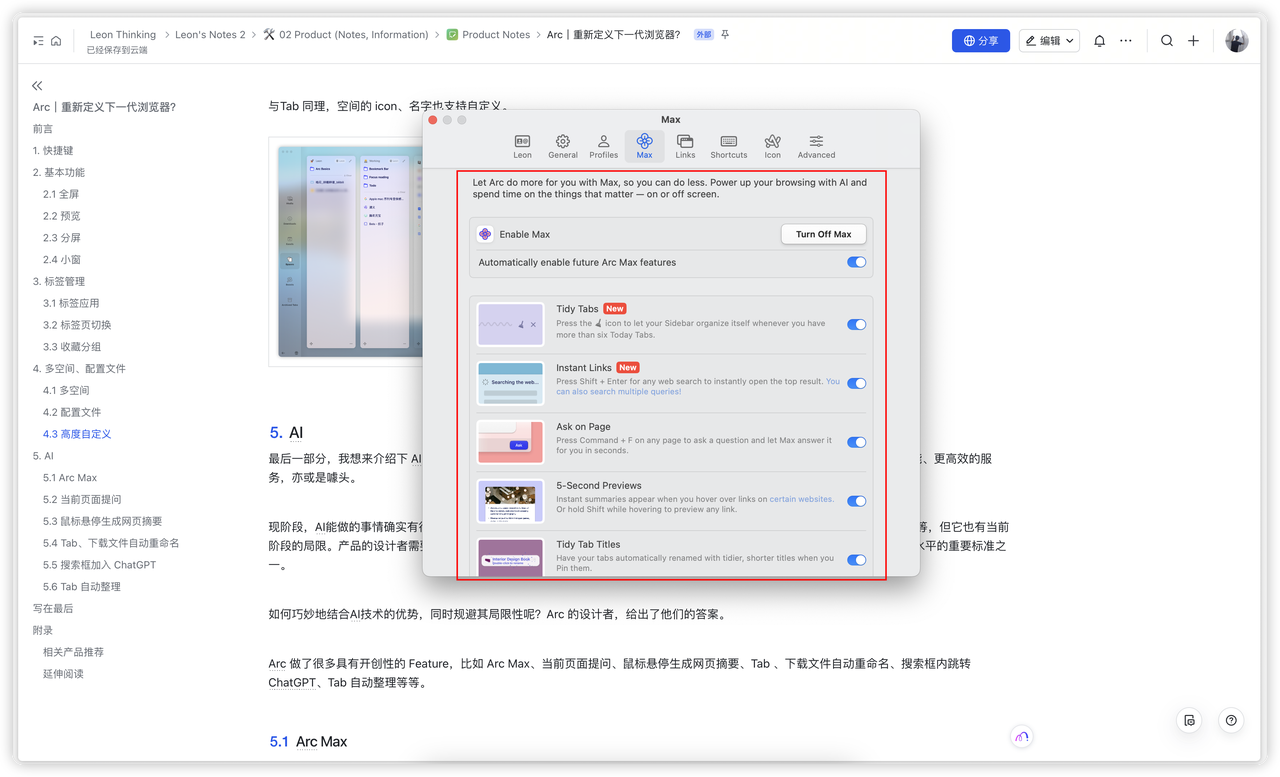 Leon Thinking > Leon's Notes 2 > 02 Product (Notes, Information) > Product Notes > Arc｜重新定义下一代浏览器? 外部
已经保存到云端
分享
编辑
Arc｜重新定义下一代浏览器?
前言
1. 快捷键
2. 基本功能
2.1 全屏
2.2 预览
2.3 分屏
2.4 小窗
3. 标签管理
3.1 标签应用
3.2 标签页切换
3.3 收藏分组
4. 多空间、配置文件
4.1 多空间
4.2 配置文件
4.3 高度自定义
5. AI
5.1 Arc Max
5.2 当前页面提问
5.3 鼠标悬停生成网页摘要
5.4 Tab、下载文件自动重命名
5.5 搜索框加入 ChatGPT
5.6 Tab 自动整理
写在最后
附录
相关产品推荐
延伸阅读
与Tab 同理，空间的 icon、名字也支持自定义。
Max
Leon
General
Profiles
Max
Links
Shortcuts
Icon
Advanced
Let Arc do more for you with Max, so you can do less. Power up your browsing with AI and
spend time on the things that matter — on or off screen.
Enable Max
Turn Off Max
Automatically enable future Arc Max features
Tidy Tabs New
Press the icon to let your Sidebar organize itself whenever you have
more than six Today Tabs.
Searching the web...
Instant Links New
Press Shift + Enter for any web search to instantly open the top result. You
can also search multiple queries!
Ask
Ask on Page
Press Command + F on any page to ask a question and let Max answer it
for you in seconds.
5-Second Previews
Instant summaries appear when you hover over links on certain websites.
Or hold Shift while hovering to preview any link.
Interior Design Book
Tidy Tab Titles
Have your tabs automatically renamed with tidier, shorter titles when you
Pin them.
5. AI
最后一部分，我想来介绍下 AI
、更高效的服
务，亦或是噱头。
现阶段，AI能做的事情确实有
等，但它也有当前
阶段的局限。产品的设计者需
水平的重要标准之
一。
如何巧妙地结合AI技术的优势，同时规避其局限性呢？Arc 的设计者，给出了他们的答案。
Arc 做了很多具有开创性的 Feature，比如 Arc Max、当前页面提问、鼠标悬停生成网页摘要、Tab 、下载文件自动重命名、搜索框内跳转
ChatGPT、Tab 自动整理等等。
5.1 Arc Max